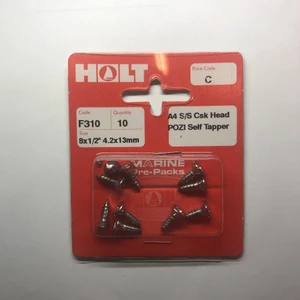 HOLT
Price Code
C
Code
Quantity
F310
10
Size
8x1/2" 4.2x13mm
A4 S/S Csk Head
POZI Self Tapper
MARINE
Pre-Packs